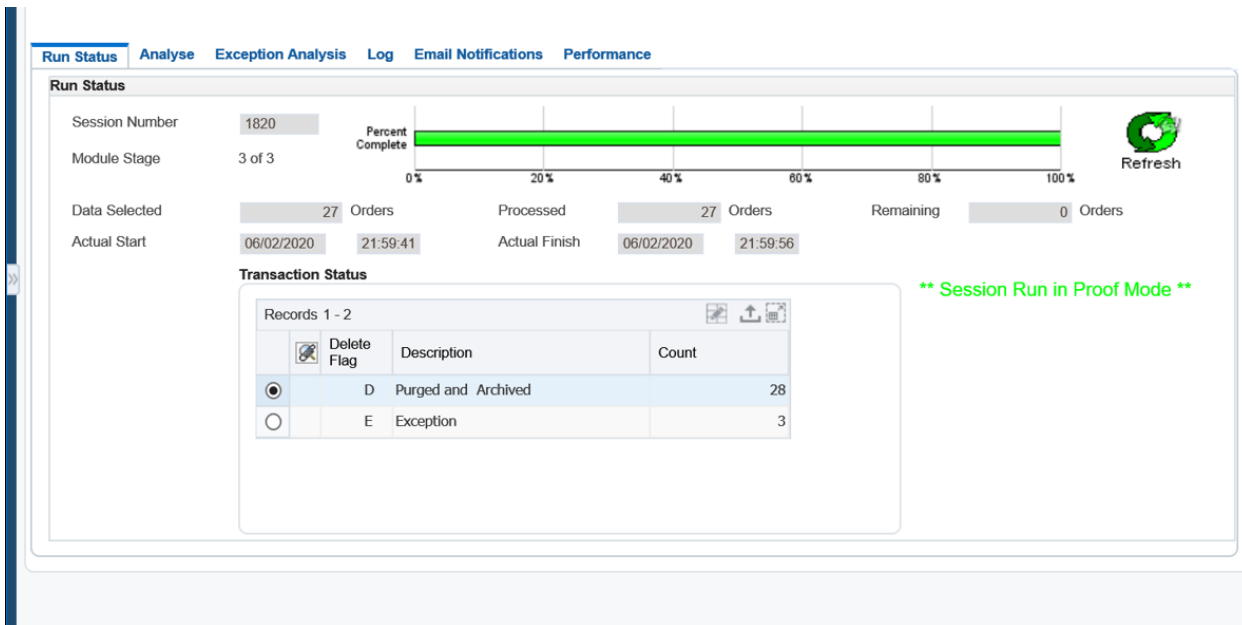 Run Status Analyse Exception Analysis Log Email Notifications Performance
Run Status
Session Number 1820
Percent
Complete
Module Stage 3 of 3
Refresh
0% 20% 40% 60% 80% 100%
Data Selected 27 Orders Processed 27 Orders Remaining 0 Orders
Actual Start 06/02/2020 21:59:41 Actual Finish 06/02/2020 21:59:56
Transaction Status
** Session Run in Proof Mode **
Records 1 - 2
Delete
Flag Description Count
D Purged and Archived 28
E Exception 3